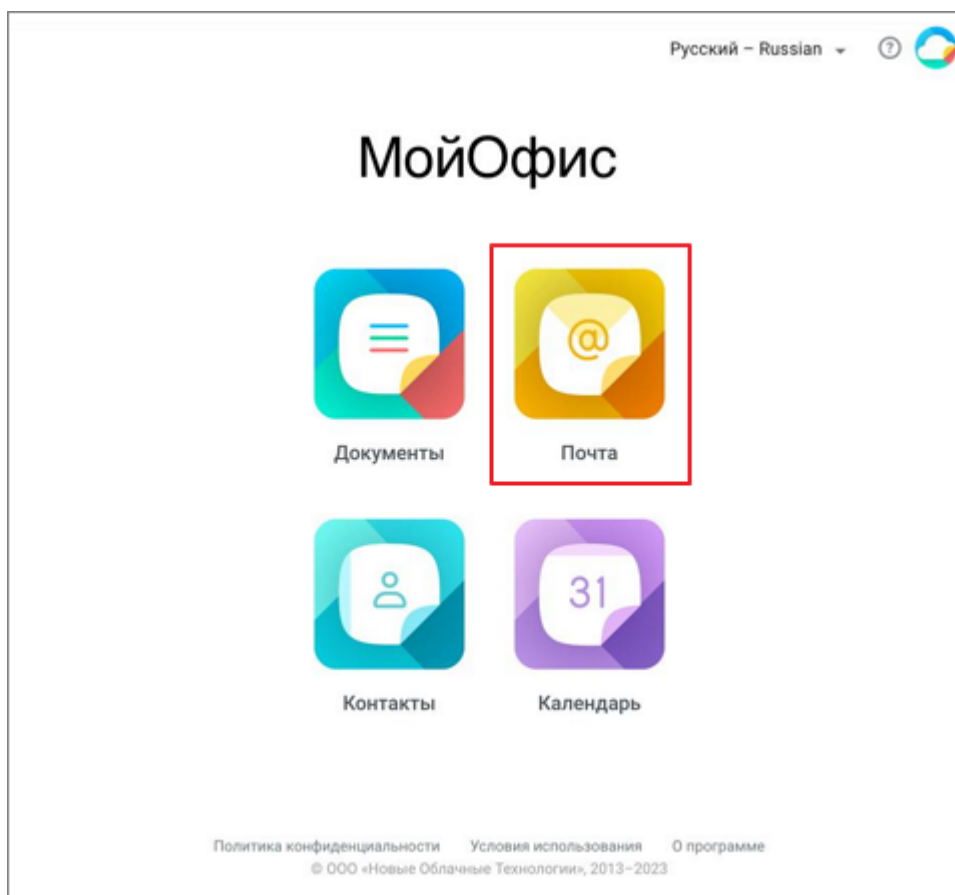 Русский – Russian
МойОфис
@
Документы
Почта
31
Контакты
Календарь
Политика конфиденциальности Условия использования О программе
© ООО «Новые Облачные Технологии», 2013–2023